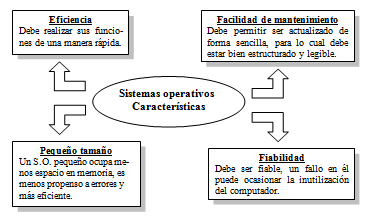 Eficiencia
Debe realizar sus funcio-
nes de una manera rápida.
Facilidad de mantenimiento
Debe permitir ser actualizado de
forma sencilla, para lo cual debe
estar bien estructurado y legible.
Sistemas operativos
Características
Pequeño tamaño
Un S.O. pequeño ocupa me-
nos espacio en memoria, es
menos propenso a errores y
más eficiente.
Fiabilidad
Debe ser fiable, un fallo en él
puede ocasionar la inutilización
del computador.